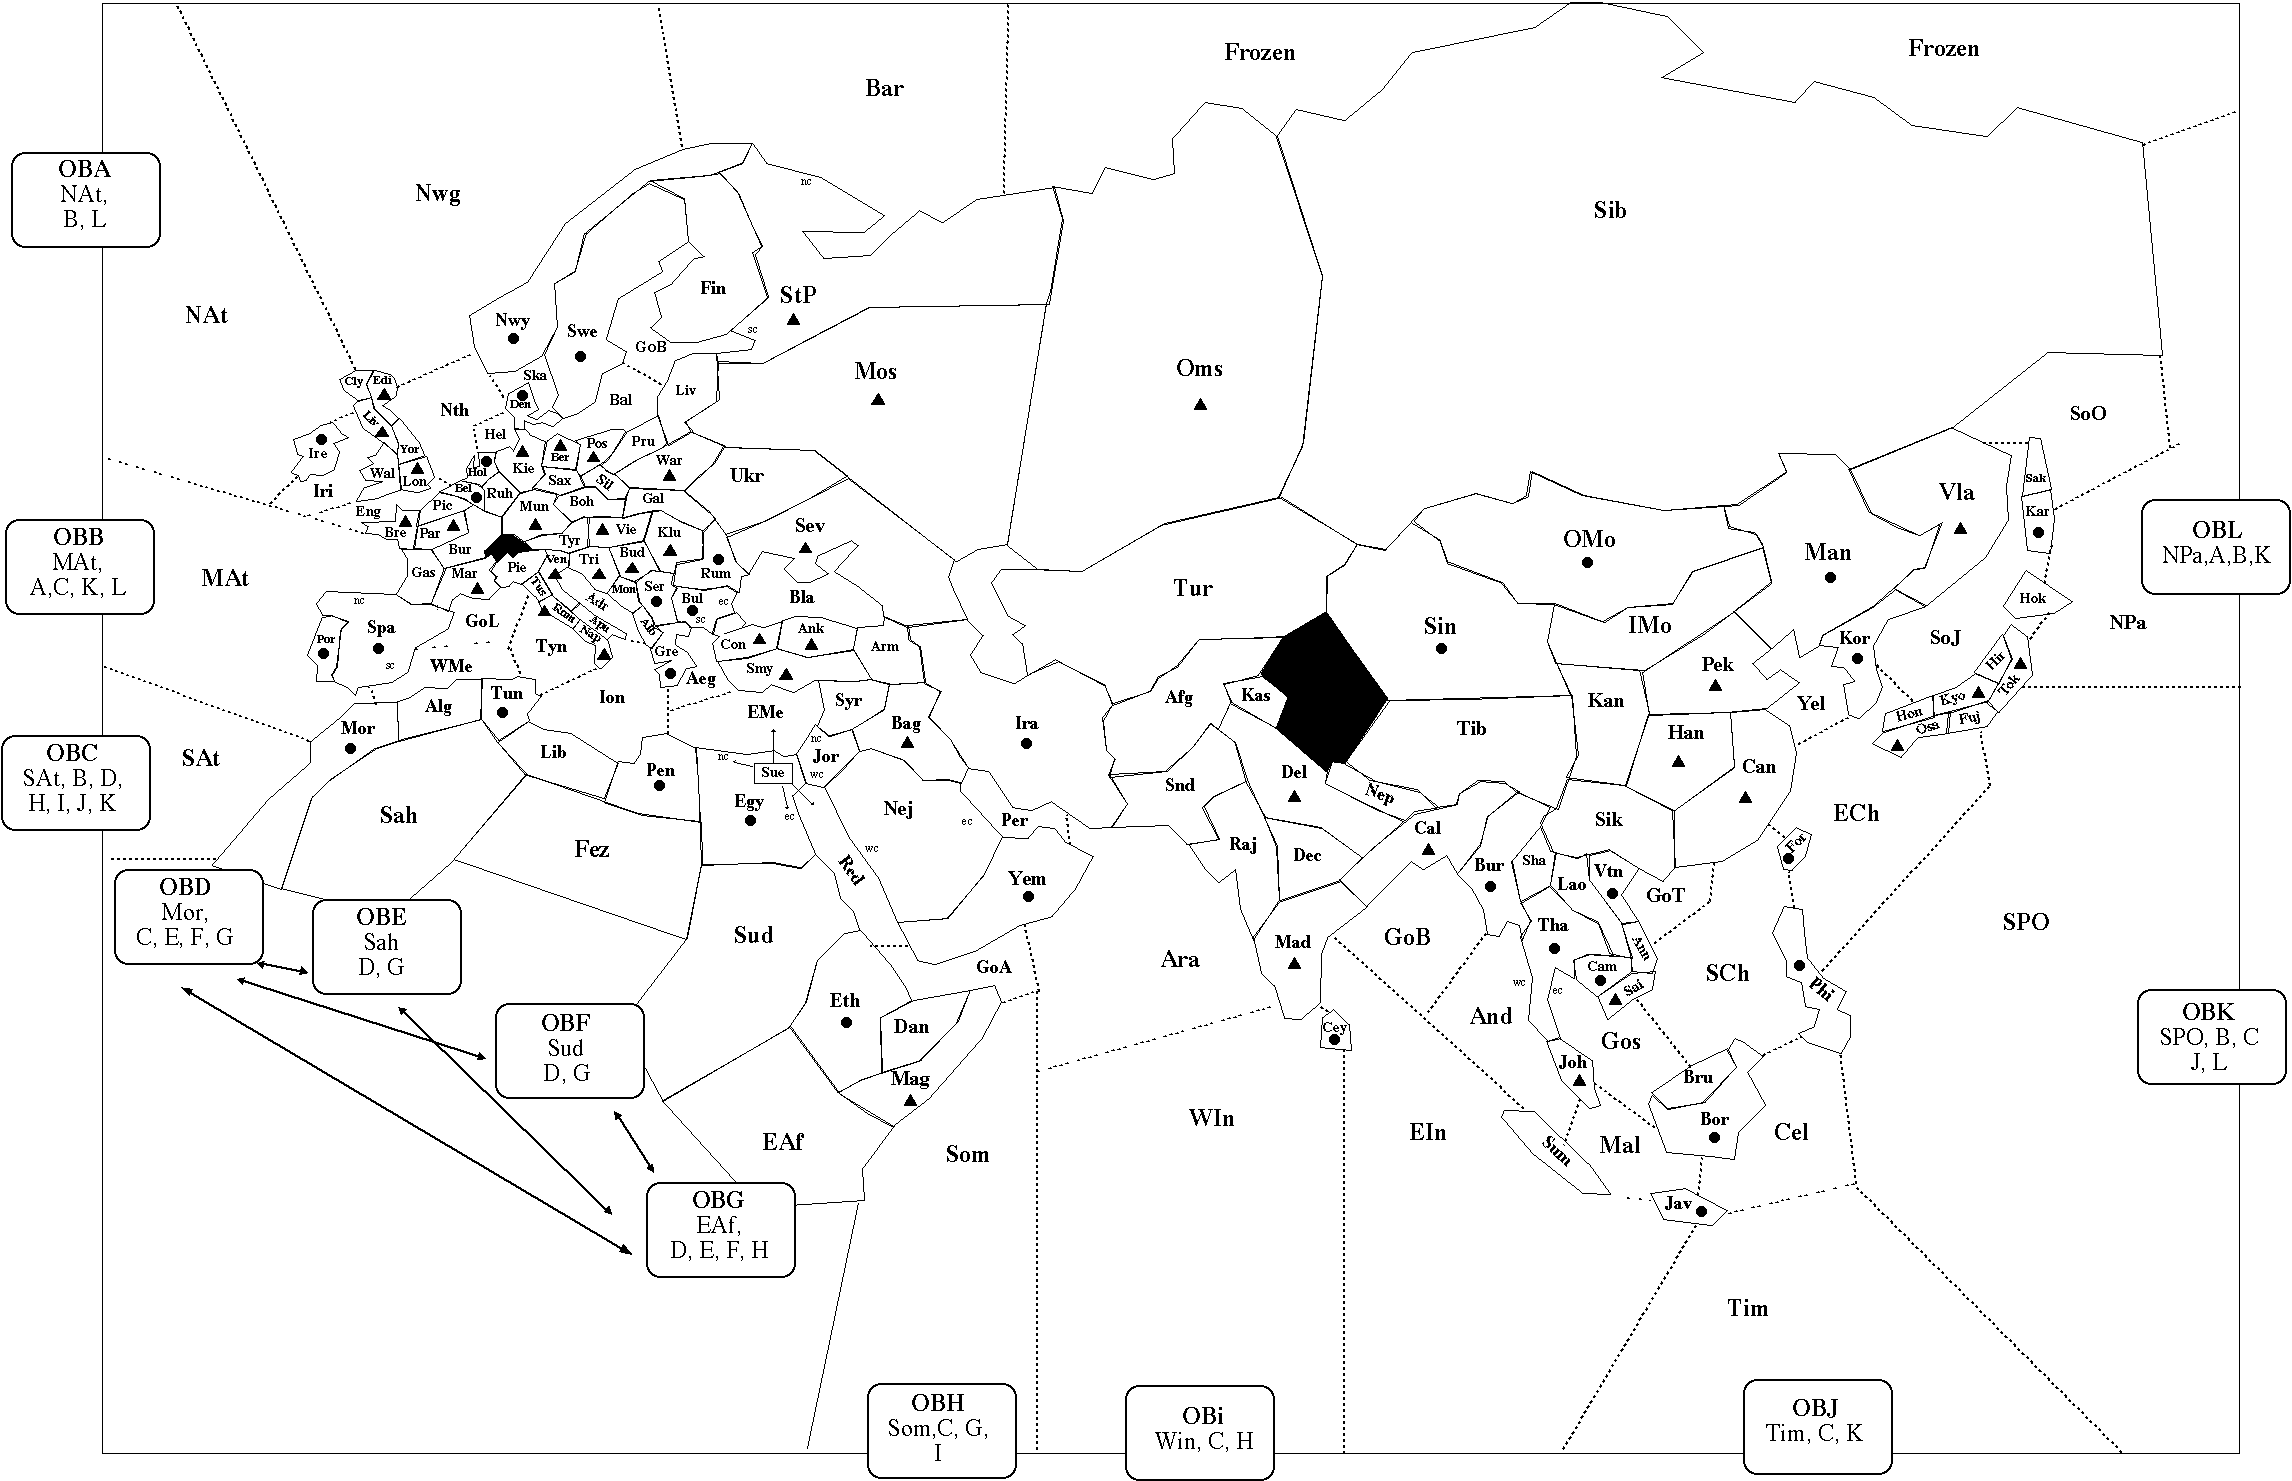 Frozen
Frozen
Bar
OBA
NAt,
B, L
Nwg
nc
Sib
NAt
Fin
StP
Nwy
Swe
sc
GoB
Mos
Oms
Cly
Edi
Ska
Den
Bal
Liv
Nth
SoO
Liv
Hel
Ire
Yor
Wal
Lon
Iri
Hol
Kie
Ber
Pos
Pru
War
Ukr
Sak
Vla
Bel
Ruh
Sax
Sil
Kar
Eng
Pic
Mun
Boh
Gal
OBB
MAt,
A,C, K, L
OBL
NPa,A,B,K
Bre
Par
Bur
Tyr
Vie
Klu
Sev
OMo
Man
MAt
Gas
Mar
Pie
Ven
Tri
Bud
Rum
Tur
nc
Tus
Mon
Ser
Bul
ec
sc
Bla
Hok
Por
Spa
sc
GoL
Rom
Adr
Apu
Nap
Alb
Gre
Sin
IMo
Kor
SoJ
NPa
WMe
Tyn
Con
Ank
Arm
Smy
Aeg
Pek
Hir
Tok
Alg
Tun
Ion
EMe
Syr
Afg
Kas
Kan
Yel
Hon
Kyo
Osa
Fuj
Mor
Lib
Bag
Ira
Tib
Han
OBC
SAt, B, D,
H, I, J, K
SAt
Pen
nc
Sue
nc
Jor
wc
Del
Can
Snd
Nep
Sah
Egy
ec
Nej
ec
Per
Cal
Sik
ECh
Fez
Red
wc
Raj
Dec
Bur
Sha
Lao
Vtn
For
OBD
Mor,
C, E, F, G
OBE
Sah
D, G
Yem
GoT
Sud
Mad
GoB
Tha
Ann
SPO
Ara
GoA
Cam
SCh
Phi
wc
ec
Sai
Eth
Dan
Cey
And
Gos
OBF
Sud
D, G
OBK
SPO, B, C
J, L
Mag
Joh
Bru
EAf
Som
WIn
EIn
Sum
Mal
Bor
Cel
OBG
EAf,
D, E, F, H
Jav
Tim
OBH
Som,C, G,
I
OBi
Win, C, H
OBJ
Tim, C, K